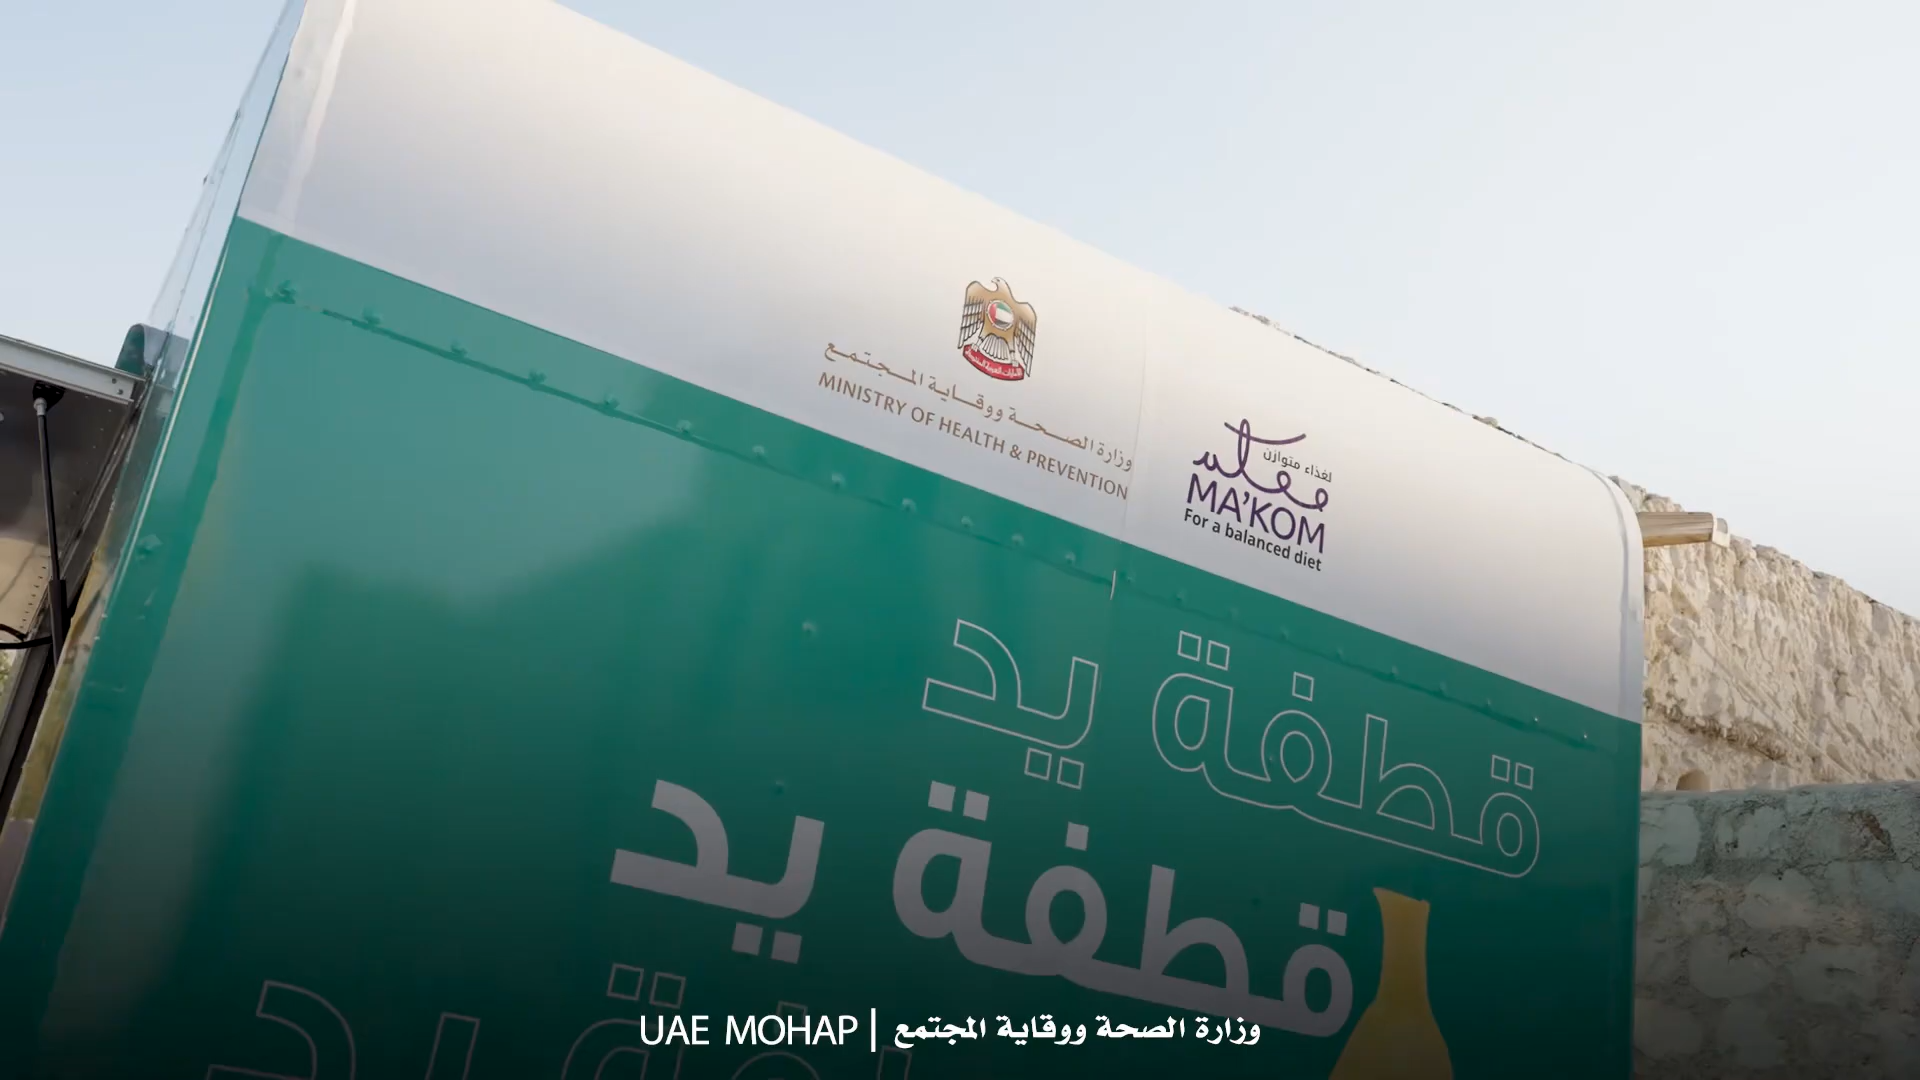 وزارة الصحة ووقاية المجتمع
MINISTRY OF HEALTH & PREVENTION
معكم
لغذاء متوازن
MA'KOM
For a balanced diet
قطفة يد
قطفة يد
UAE MOHAP | وزارة الصحة ووقاية المجتمع